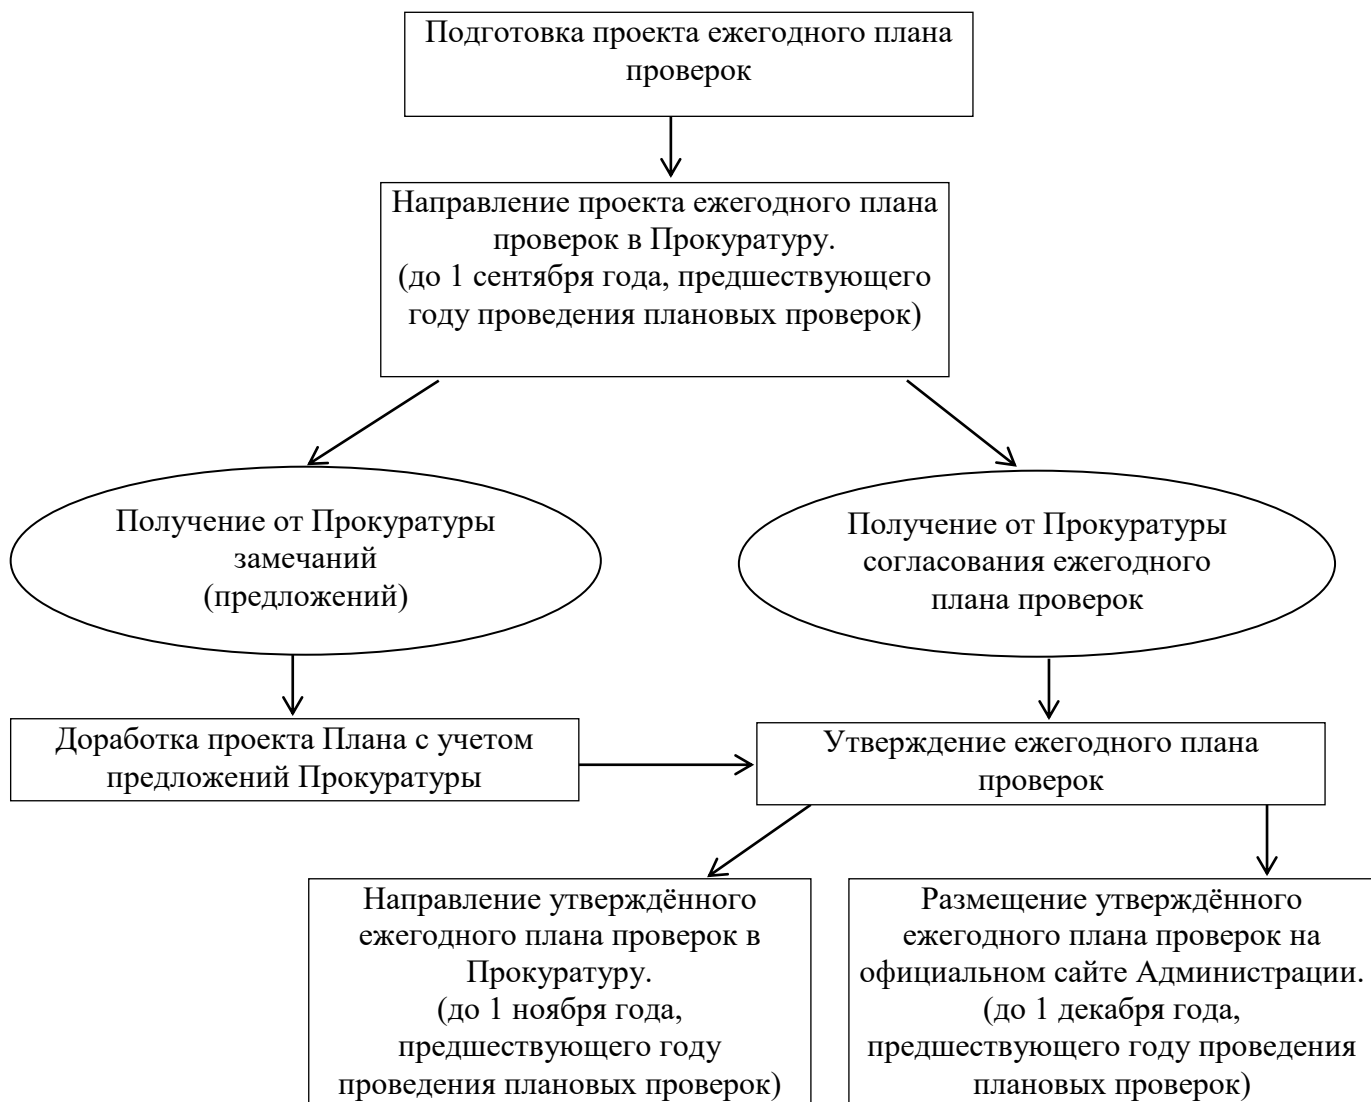 Подготовка проекта ежегодного плана
проверок
Направление проекта ежегодного плана
проверок в Прокуратуру.
(до 1 сентября года, предшествующего
году проведения плановых проверок)
Получение от Прокуратуры
замечаний
(предложений)
Получение от Прокуратуры
согласования ежегодного
плана проверок
Доработка проекта Плана с учетом
предложений Прокуратуры
Утверждение ежегодного плана
проверок
Направление утверждённого
ежегодного плана проверок в
Прокуратуру.
(до 1 ноября года,
предшествующего году
проведения плановых проверок)
Размещение утверждённого
ежегодного плана проверок на
официальном сайте Администрации.
(до 1 декабря года,
предшествующего году проведения
плановых проверок)